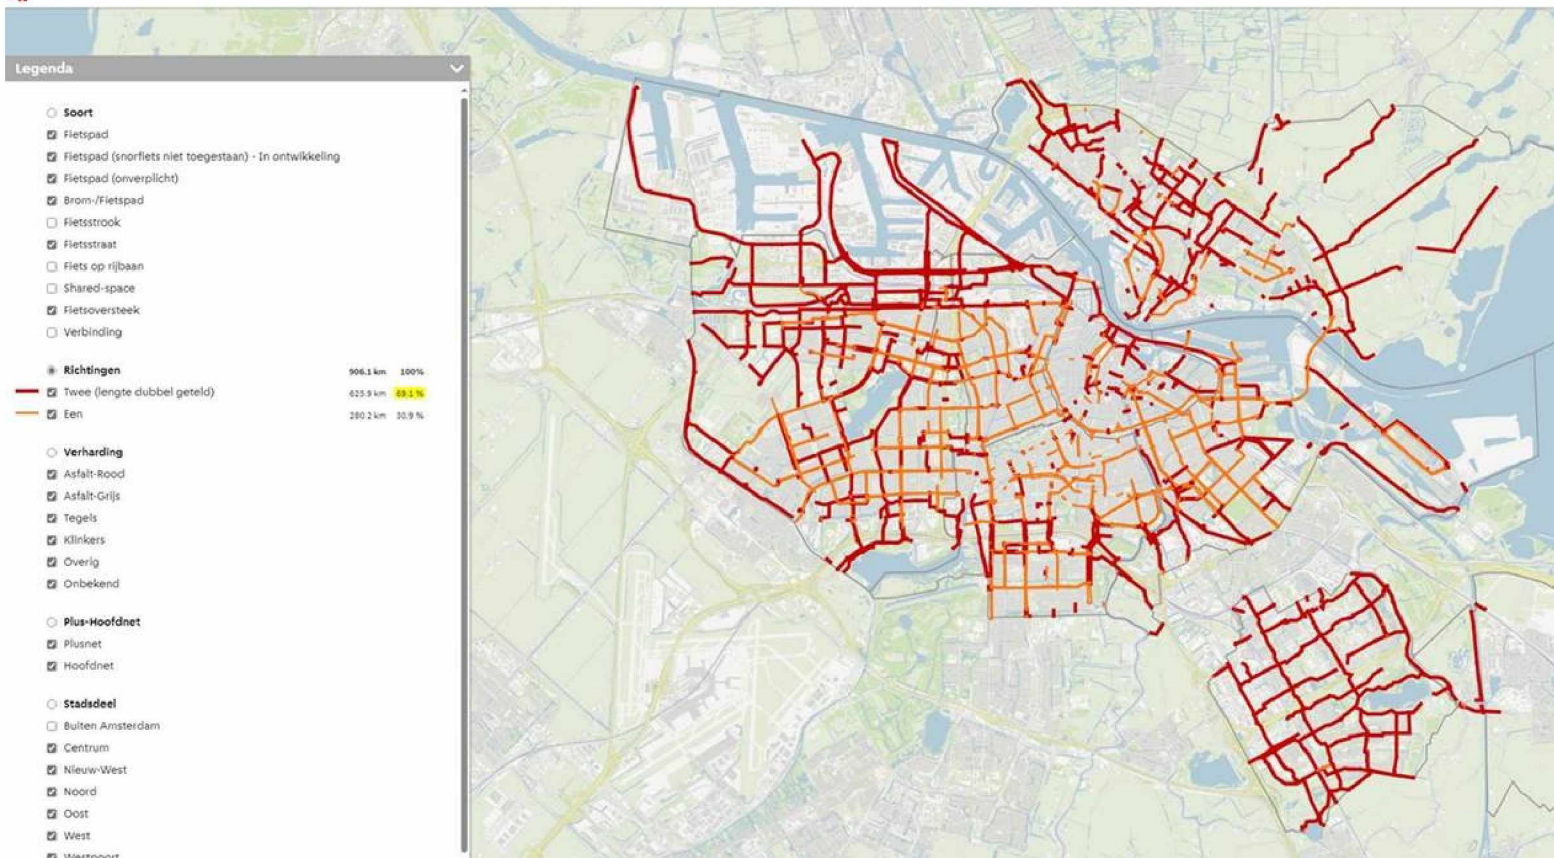 Legenda
Soort
Fietspad
Fietspad (snorfiets niet toegestaan) - In ontwikkeling
Fietspad (onverplicht)
Brom-/Fietspad
Fietsstrook
Fietsstraat
Fiets op rijbaan
Shared-space
Fietsoversteek
Verbinding
Richtingen 906.1 km 100%
Twee (lengte dubbel geteld) 625.9 km 69.1 %
Een 280.2 km 30.9 %
Verharding
Asfalt-Rood
Asfalt-Grijs
Tegels
Klinkers
Overig
Onbekend
Plus-Hoofdnet
Plusnet
Hoofdnet
Stadsdeel
Buiten Amsterdam
Centrum
Nieuw-West
Noord
Oost
West
Westpoort